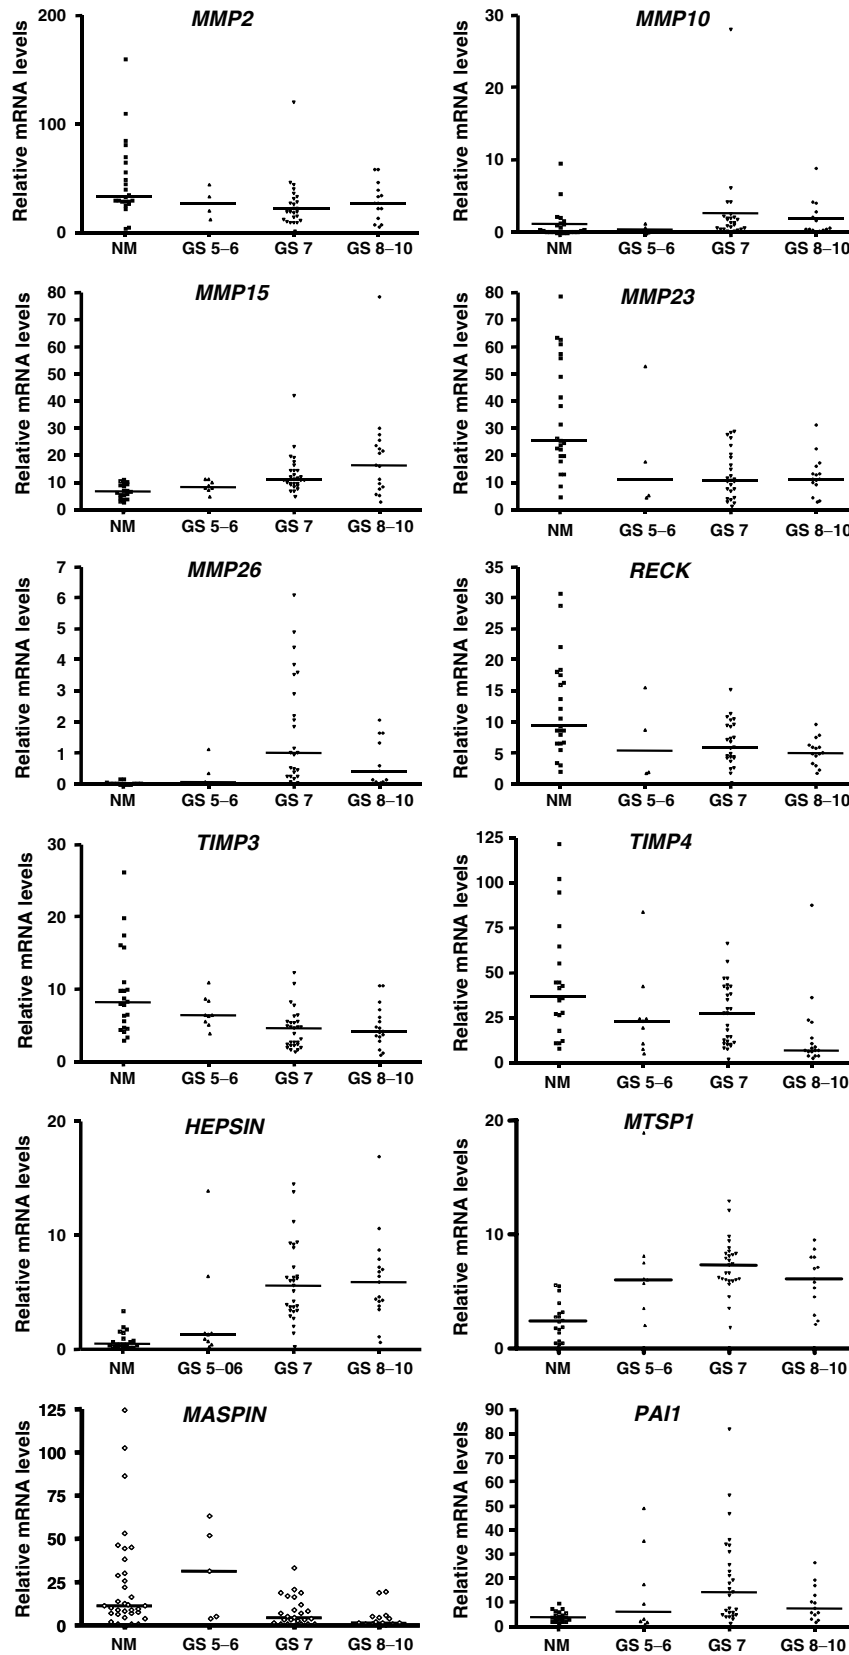 MMP2
Relative mRNA levels
200
100
0
NM GS 5–6 GS 7 GS 8–10
MMP10
Relative mRNA levels
30
20
10
0
NM GS 5–6 GS 7 GS 8–10
MMP15
Relative mRNA levels
80
70
60
50
40
30
20
10
0
NM GS 5–6 GS 7 GS 8–10
MMP23
Relative mRNA levels
80
70
60
50
40
30
20
10
0
NM GS 5–6 GS 7 GS 8–10
MMP26
Relative mRNA levels
7
6
5
4
3
2
1
0
NM GS 5–6 GS 7 GS 8–10
RECK
Relative mRNA levels
35
30
25
20
15
10
5
0
NM GS 5–6 GS 7 GS 8–10
TIMP3
Relative mRNA levels
30
20
10
0
NM GS 5–6 GS 7 GS 8–10
TIMP4
Relative mRNA levels
125
100
75
50
25
0
NM GS 5–6 GS 7 GS 8–10
HEPSIN
Relative mRNA levels
20
10
0
NM GS 5–06 GS 7 GS 8–10
MTSP1
Relative mRNA levels
20
10
0
NM GS 5–6 GS 7 GS 8–10
MASPIN
Relative mRNA levels
125
100
75
50
25
0
NM GS 5–6 GS 7 GS 8–10
PAI1
Relative mRNA levels
90
80
70
60
50
40
30
20
10
0
NM GS 5–6 GS 7 GS 8–10